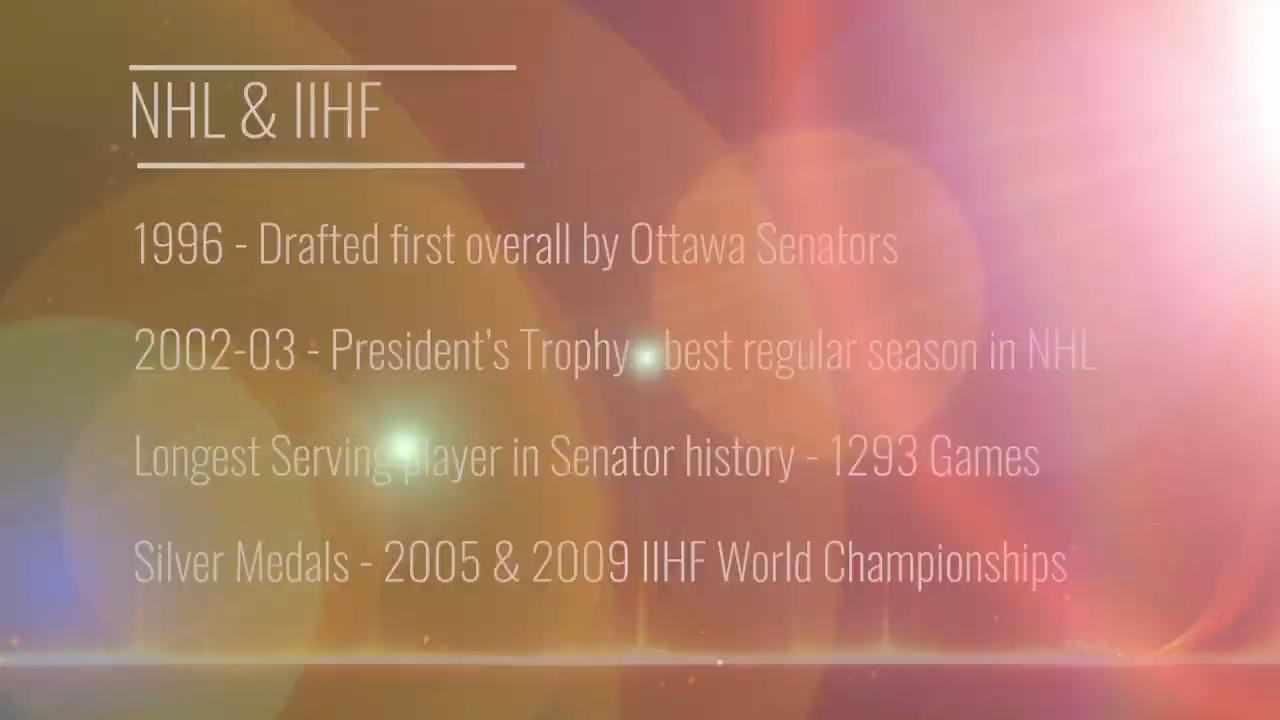 NHL & IIHF
1996 - Drafted first overall by Ottawa Senators
2002-03 - President's Trophy - best regular season in NHL
Longest Serving player in Senator history - 1293 Games
Silver Medals - 2005 & 2009 IIHF World Championships